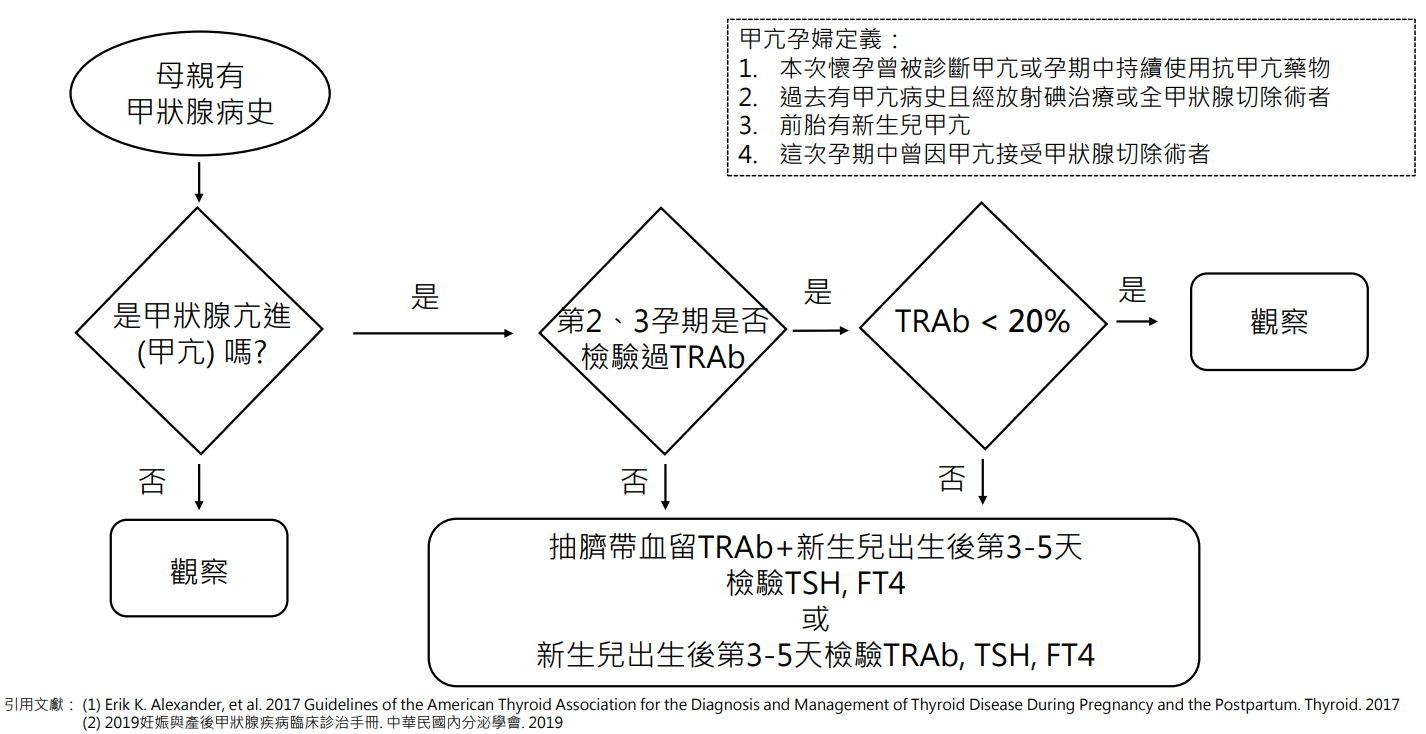 母親有
甲狀腺病史
甲亢孕婦定義：
1. 本次懷孕曾被診斷甲亢或孕期中持續使用抗甲亢藥物
2. 過去有甲亢病史且經放射碘治療或全甲狀腺切除術者
3. 前胎有新生兒甲亢
4. 這次孕期中曾因甲亢接受甲狀腺切除術者
是甲狀腺亢進
(甲亢) 嗎?
是
第2、3孕期是否
檢驗過TRAb
是
TRAb < 20%
是
觀察
否
觀察
否
否
抽臍帶血留TRAb+新生兒出生後第3-5天
檢驗TSH, FT4
或
新生兒出生後第3-5天檢驗TRAb, TSH, FT4
引用文獻： (1) Erik K. Alexander, et al. 2017 Guidelines of the American Thyroid Association for the Diagnosis and Management of Thyroid Disease During Pregnancy and the Postpartum. Thyroid. 2017
(2) 2019妊娠與產後甲狀腺疾病臨床診治手冊. 中華民國內分泌學會. 2019